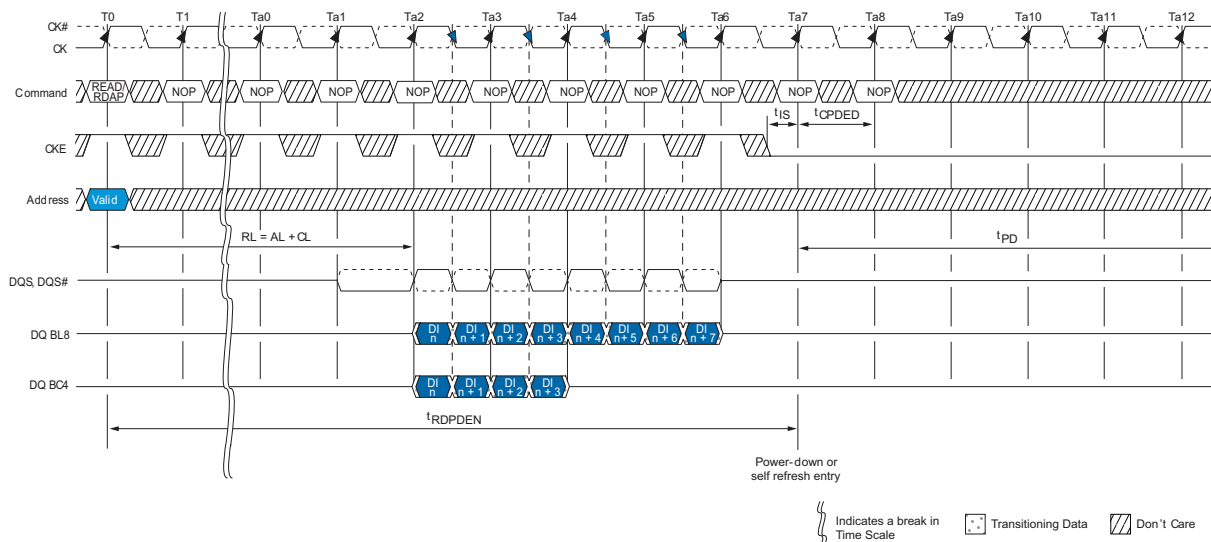 T0 T1 Ta0 Ta1 Ta2 Ta3 Ta4 Ta5 Ta6 Ta7 Ta8 Ta9 Ta10 Ta11 Ta12
CK#
CK
Command READ/RDAP NOP NOP NOP NOP NOP NOP NOP NOP NOP NOP
tIS tCPDED
CKE
Address Valid
RL = AL + CL
tPD
DQS, DQS#
DQ BL8 DI n DI n + 1 DI n + 2 DI n + 3 DI n + 4 DI n + 5 DI n + 6 DI n + 7
DQ BC4 DI n DI n + 1 DI n + 2 DI n + 3
tRDPDEN
Power-down or
self refresh entry
Indicates a break in
Time Scale
Transitioning Data
Don't Care